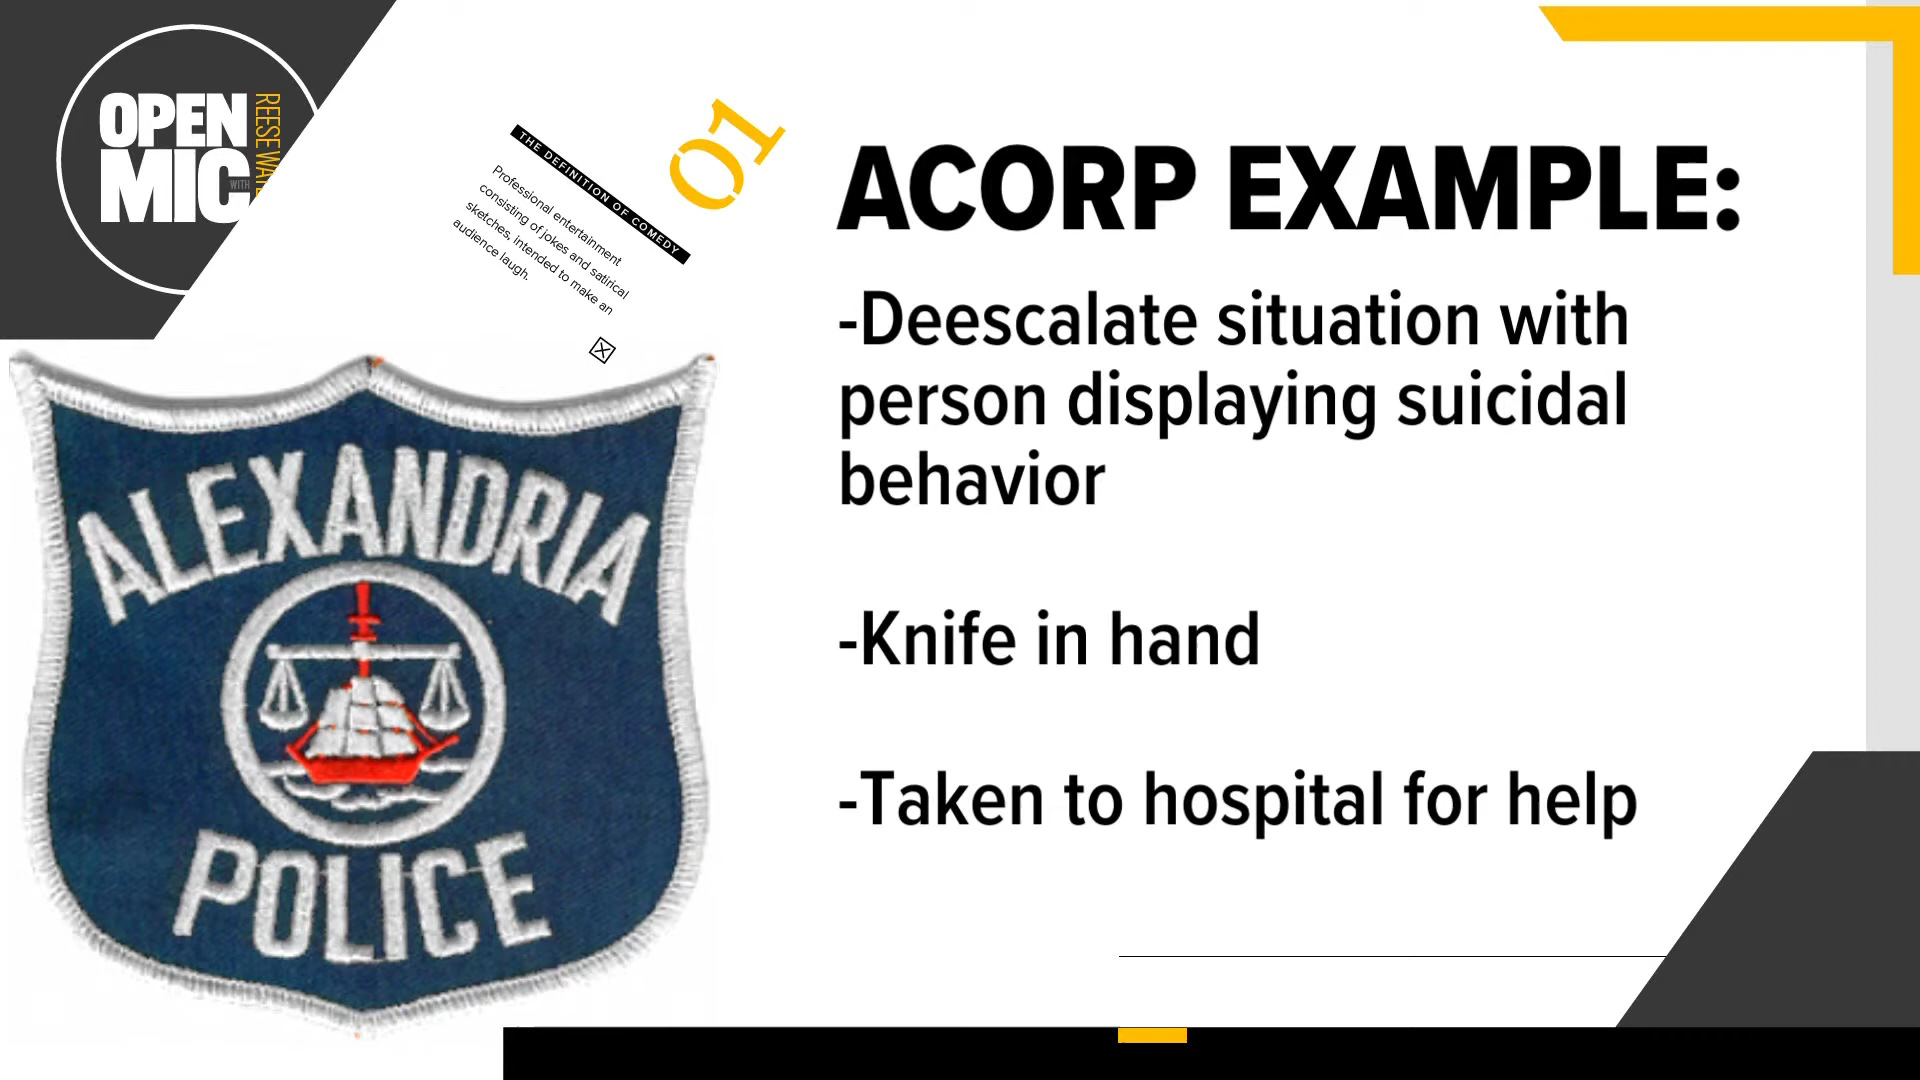 OPEN
MIC
WITH
REESE
01
THE DEFINITION OF COMEDY
Professional entertainment
consisting of jokes and satirical
sketches, intended to make an
audience laugh.
ACORP EXAMPLE:
-Deescalate situation with
person displaying suicidal
behavior
-Knife in hand
-Taken to hospital for help
ALEXANDRIA
POLICE